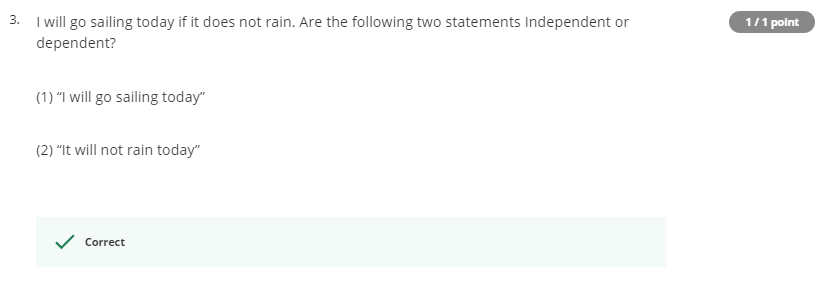 3. I will go sailing today if it does not rain. Are the following two statements Independent or
1 / 1 point
dependent?
(1) “I will go sailing today”
(2) “It will not rain today”
Correct